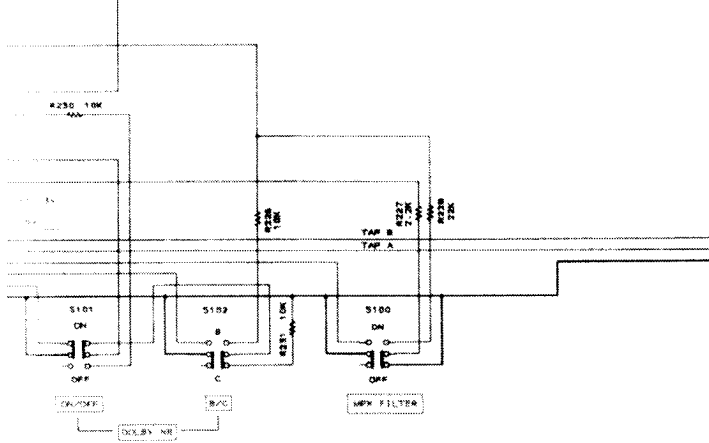 R230 10K
R226
10K
R227
2.2K
R228
22K
TAP B
TAP A
S101
ON
OFF
ON/OFF
S102
B
C
B/C
R231 10K
S100
ON
OFF
MPX FILTER
DOLBY NR